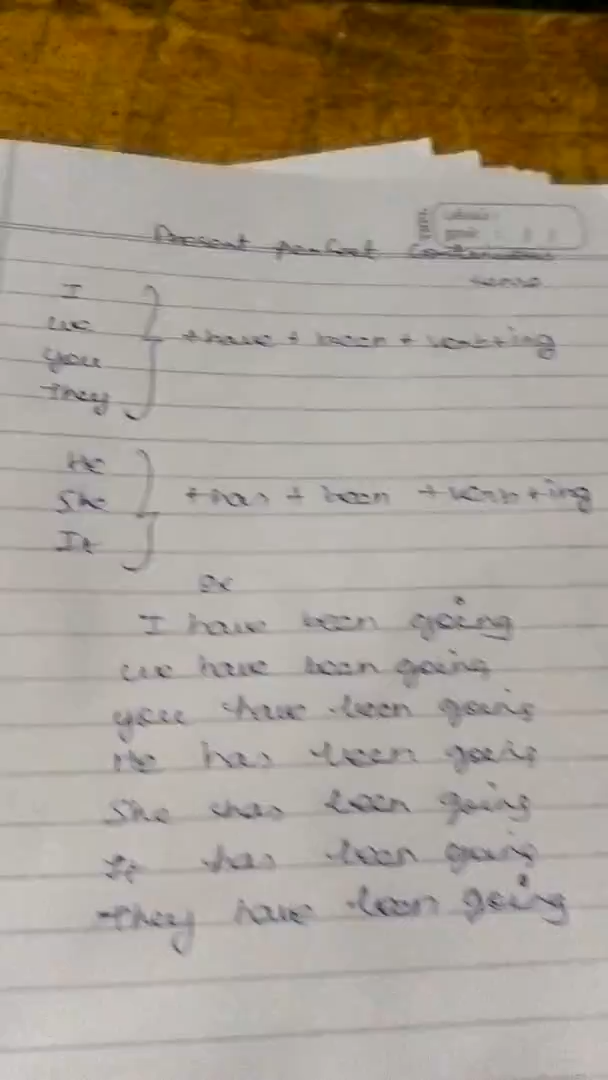 Present perfect continuous
tense
I
we
you
They
+ have + been + verb + ing
He
She
It
+ has + been + verb + ing
ex
I have been going
we have been going
you have been going
He has been going
She has been going
It has been going
They have been going